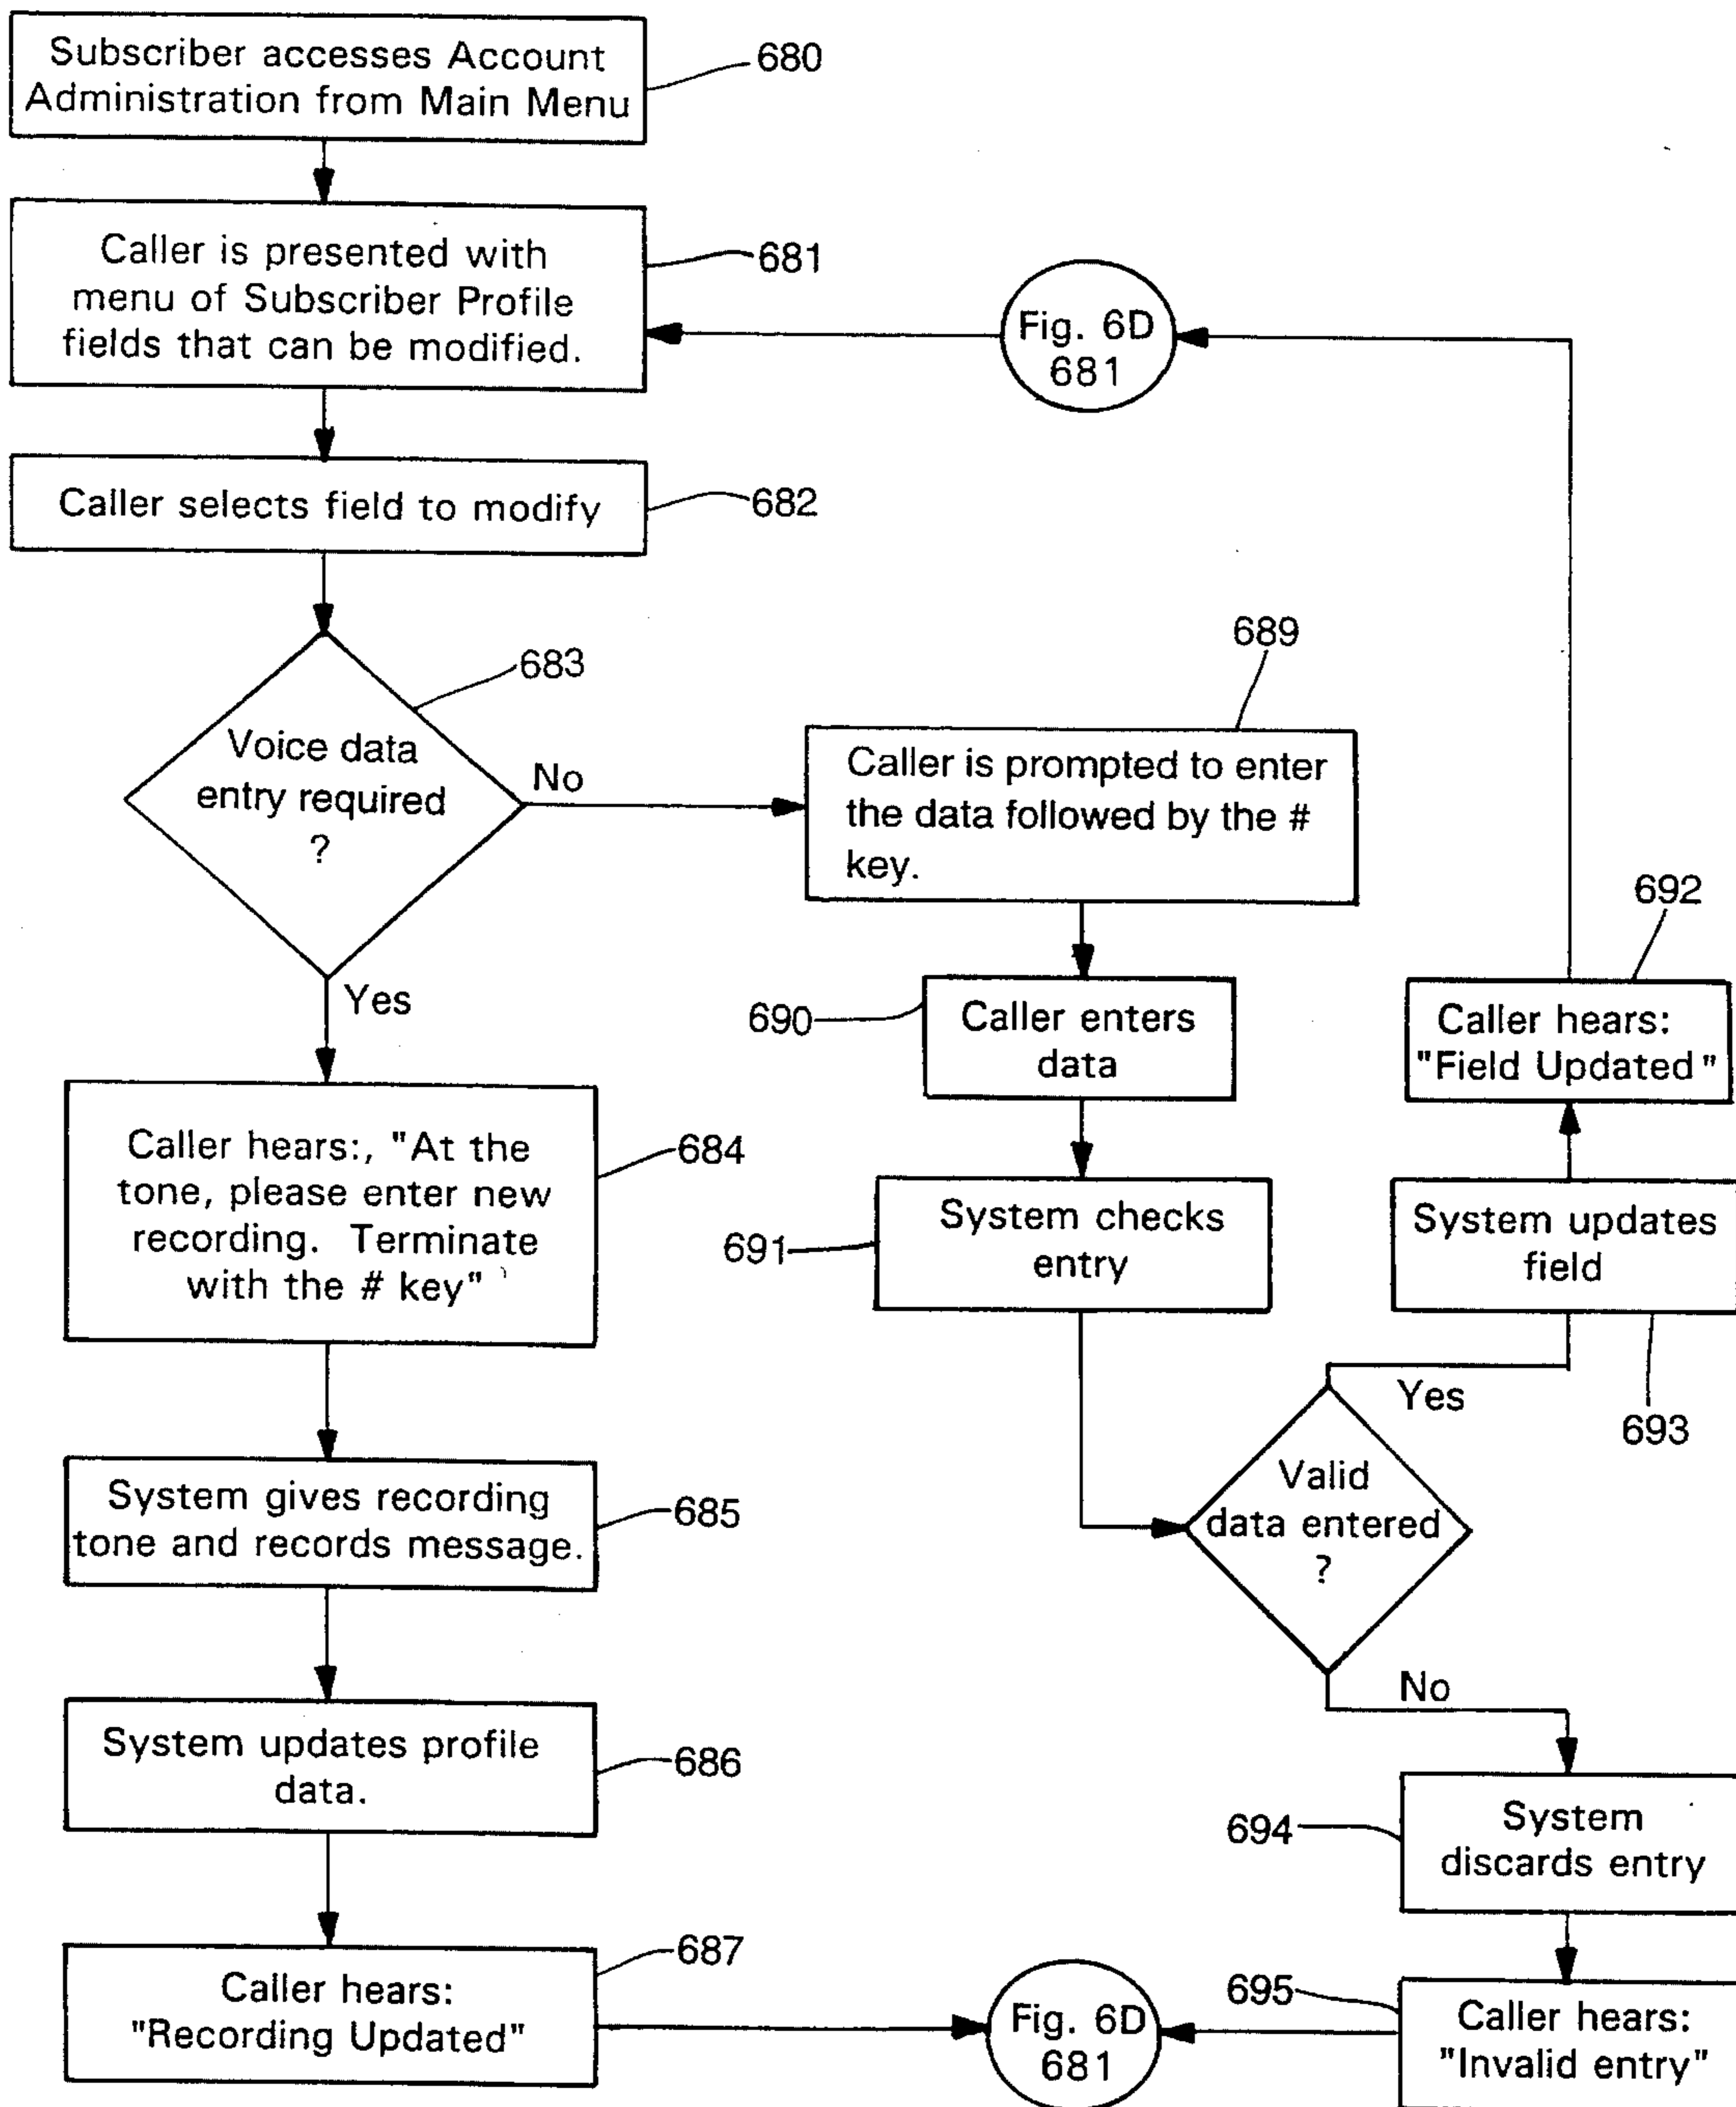 Subscriber accesses Account
Administration from Main Menu
680
Caller is presented with
menu of Subscriber Profile
fields that can be modified.
681
Fig. 6D
681
Caller selects field to modify
682
Voice data
entry required
?
683
No
Yes
689
Caller is prompted to enter
the data followed by the #
key.
690
Caller enters
data
692
Caller hears:
"Field Updated"
Caller hears:, "At the
tone, please enter new
recording. Terminate
with the # key"
684
691
System checks
entry
System updates
field
693
Yes
Valid
data entered
?
No
System gives recording
tone and records message.
685
System updates profile
data.
686
694
System
discards entry
Caller hears:
"Recording Updated"
687
Fig. 6D
681
695
Caller hears:
"Invalid entry"